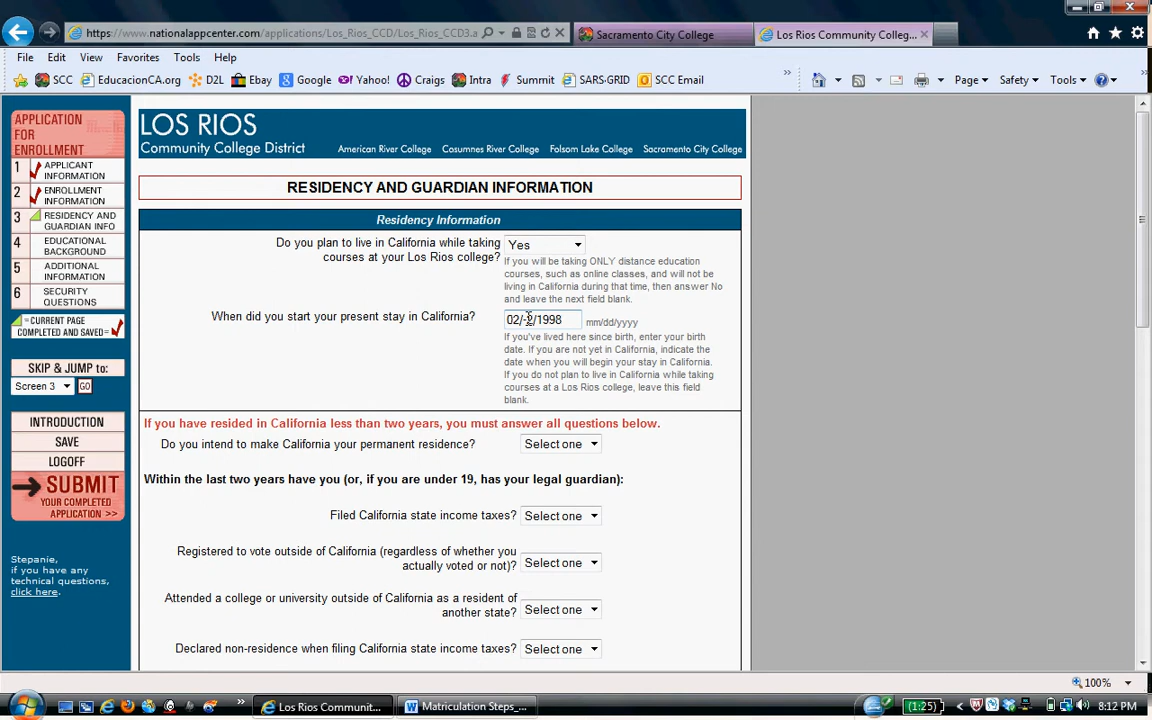 https://www.nationalappcenter.com/applications/Los_Rios_CCD/Los_Rios_CCD3.a
Sacramento City College
Los Rios Community Colleg...
File Edit View Favorites Tools Help
SCC EducacionCA.org D2L Ebay Google Yahoo! Craigs Intra Summit SARS·GRID SCC Email
Page Safety Tools
APPLICATION
FOR
ENROLLMENT
1 APPLICANT
INFORMATION
2 ENROLLMENT
INFORMATION
3 RESIDENCY AND
GUARDIAN INFO
4 EDUCATIONAL
BACKGROUND
5 ADDITIONAL
INFORMATION
6 SECURITY
QUESTIONS
=CURRENT PAGE
COMPLETED AND SAVED=
SKIP & JUMP to:
Screen 3 GO
INTRODUCTION
SAVE
LOGOFF
SUBMIT
YOUR COMPLETED
APPLICATION >>
Stepanie,
if you have any
technical questions,
click here.
LOS RIOS
Community College District American River College Cosumnes River College Folsom Lake College Sacramento City College
RESIDENCY AND GUARDIAN INFORMATION
Residency Information
Do you plan to live in California while taking
courses at your Los Rios college?
Yes
If you will be taking ONLY distance education
courses, such as online classes, and will not be
living in California during that time, then answer No
and leave the next field blank.
When did you start your present stay in California?
/1998 mm/dd/yyyy
If you've lived here since birth, enter your birth
date. If you are not yet in California, indicate the
date when you will begin your stay in California.
If you do not plan to live in California while taking
courses at a Los Rios college, leave this field
blank.
If you have resided in California less than two years, you must answer all questions below.
Do you intend to make California your permanent residence? Select one
Within the last two years have you (or, if you are under 19, has your legal guardian):
Filed California state income taxes? Select one
Registered to vote outside of California (regardless of whether you
actually voted or not)? Select one
Attended a college or university outside of California as a resident of
another state? Select one
Declared non-residence when filing California state income taxes? Select one
100%
Los Rios Communit... Matriculation Steps_... (1:25) 8:12 PM